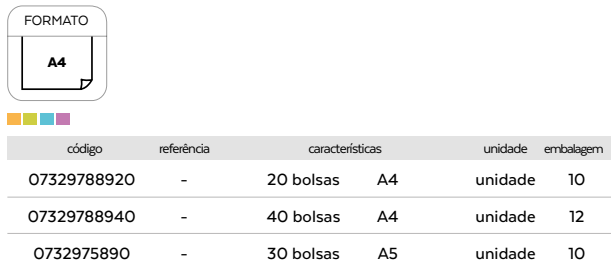 FORMATO
A4
código referência características unidade embalagem
07329788920 - 20 bolsas A4 unidade 10
07329788940 - 40 bolsas A4 unidade 12
0732975890 - 30 bolsas A5 unidade 10